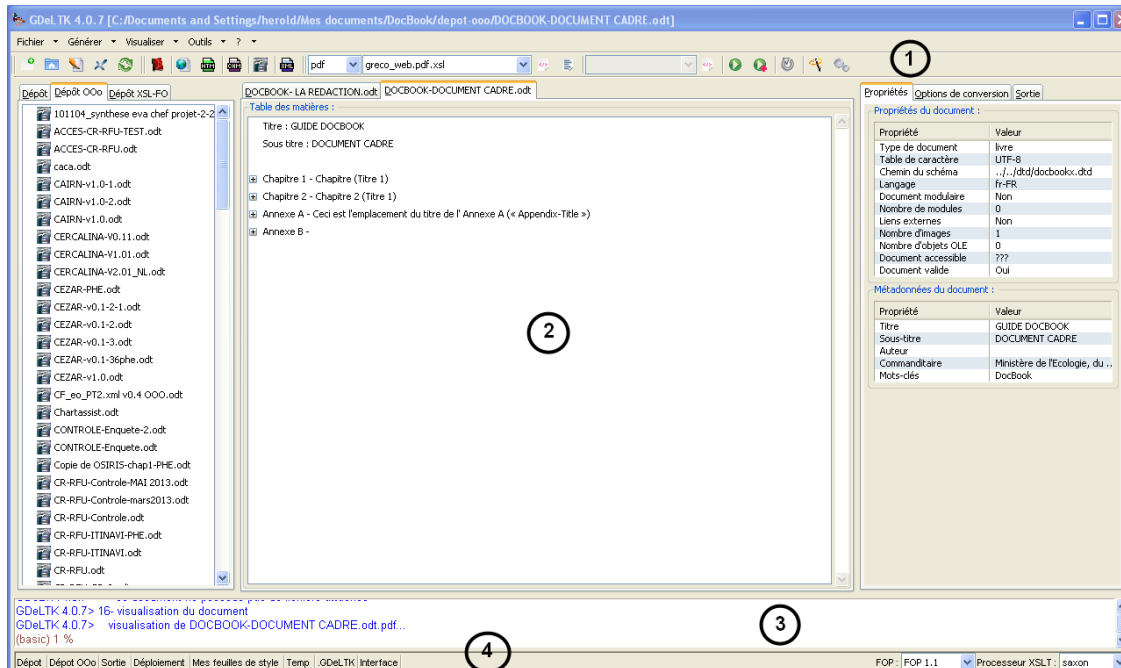 GDeLTK 4.0.7 [C:/Documents and Settings/herold/Mes documents/DocBook/depot-ooo/DOCBOOK-DOCUMENT CADRE.odt]
Fichier Générer Visualiser Outils ?
pdf greco_web.pdf.xsl
1
Dépôt Dépôt OOo Dépôt XSL-FO
101104_synthese eva chef projet-2-2
ACCES-CR-RFU-TEST.odt
ACCES-CR-RFU.odt
caca.odt
CAIRN-v1.0-1.odt
CAIRN-v1.0-2.odt
CAIRN-v1.0.odt
CERCALINA-V0.11.odt
CERCALINA-V1.01.odt
CERCALINA-V2.01_NL.odt
CEZAR-PHE.odt
CEZAR-v0.1-2-1.odt
CEZAR-v0.1-2.odt
CEZAR-v0.1-3.odt
CEZAR-v0.1-36phe.odt
CEZAR-v1.0.odt
CF_eo_PT2.xml v0.4 OOO.odt
Chartassist.odt
CONTROLE-Enquete-2.odt
CONTROLE-Enquete.odt
Copie de OSIRIS-chap1-PHE.odt
CR-RFU-Controle-MAI 2013.odt
CR-RFU-Controle-mars2013.odt
CR-RFU-Controle.odt
CR-RFU-ITINAVI-PHE.odt
CR-RFU-ITINAVI.odt
CR-RFU.odt
DOCBOOK- LA REDACTION.odt DOCBOOK-DOCUMENT CADRE.odt
Table des matières :
Titre : GUIDE DOCBOOK
Sous titre : DOCUMENT CADRE
Chapitre 1 - Chapitre (Titre 1)
Chapitre 2 - Chapitre 2 (Titre 1)
Annexe A - Ceci est l'emplacement du titre de l' Annexe A (« Appendix-Title »)
Annexe B -
2
Propriétés Options de conversion Sortie
Propriétés du document :
Propriété Valeur
Type de document livre
Table de caractère UTF-8
Chemin du schéma ../../dtd/docbookx.dtd
Langage fr-FR
Document modulaire Non
Nombre de modules 0
Liens externes Non
Nombre d'images 1
Nombre d'objets OLE 0
Document accessible ???
Document valide Oui
Métadonnées du document :
Propriété Valeur
Titre GUIDE DOCBOOK
Sous-titre DOCUMENT CADRE
Auteur
Commanditaire Ministère de l'Ecologie, du ..
Mots-clés DocBook
GDeLTK 4.0.7> 16- visualisation du document
GDeLTK 4.0.7> visualisation de DOCBOOK-DOCUMENT CADRE.odt.pdf...
(basic) 1 %
3
4
Dépot Dépot OOo Sortie Déploiement Mes feuilles de style Temp .GDeLTK Interface
FOP : FOP 1.1 Processeur XSLT : saxon